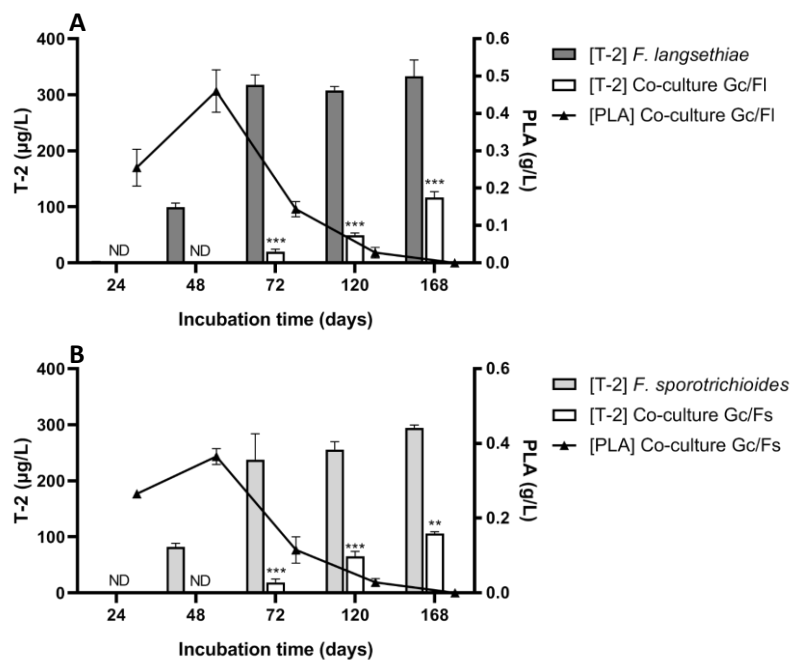 A
400
300
200
100
0
T-2 (µg/L)
ND
ND
***
***
***
0.6
0.5
0.4
0.3
0.2
0.1
0.0
PLA (g/L)
24 48 72 120 168
Incubation time (days)
[T-2] F. langsethiae
[T-2] Co-culture Gc/Fl
[PLA] Co-culture Gc/Fl
B
400
300
200
100
0
T-2 (µg/L)
ND
ND
***
***
**
0.6
0.4
0.2
0.0
PLA (g/L)
24 48 72 120 168
Incubation time (days)
[T-2] F. sporotrichioides
[T-2] Co-culture Gc/Fs
[PLA] Co-culture Gc/Fs